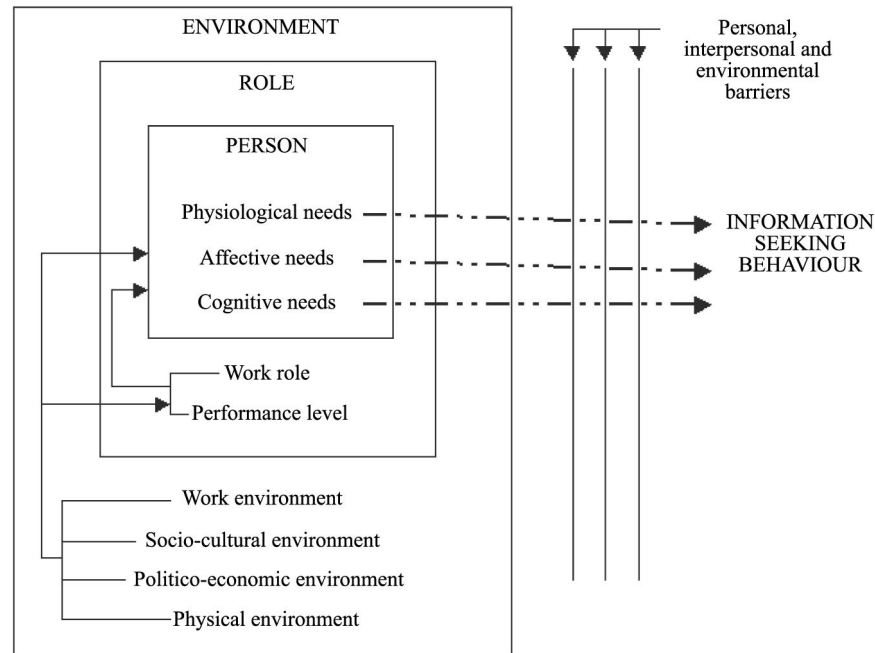 ENVIRONMENT
ROLE
PERSON
Physiological needs
Affective needs
Cognitive needs
Work role
Performance level
Work environment
Socio-cultural environment
Politico-economic environment
Physical environment
Personal,
interpersonal and
environmental
barriers
INFORMATION
SEEKING
BEHAVIOUR